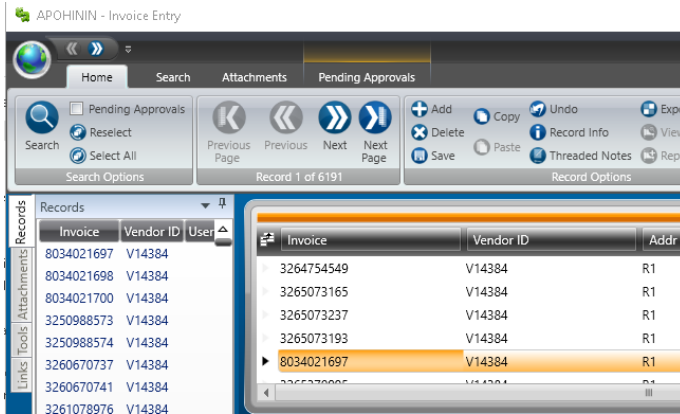 APOHININ - Invoice Entry
Home Search Attachments Pending Approvals
Search
Pending Approvals
Reselect
Select All
Search Options
Previous Page
Previous
Next
Next Page
Record 1 of 6191
Add
Delete
Save
Copy
Paste
Undo
Record Info
Threaded Notes
Record Options
Records
Attachments
Tools
Links
Records
Invoice Vendor ID User
8034021697 V14384
8034021698 V14384
8034021700 V14384
3250988573 V14384
3250988574 V14384
3260670737 V14384
3260670741 V14384
3261078976 V14384
Invoice Vendor ID Addr
3264754549 V14384 R1
3265073165 V14384 R1
3265073237 V14384 R1
3265073193 V14384 R1
8034021697 V14384 R1